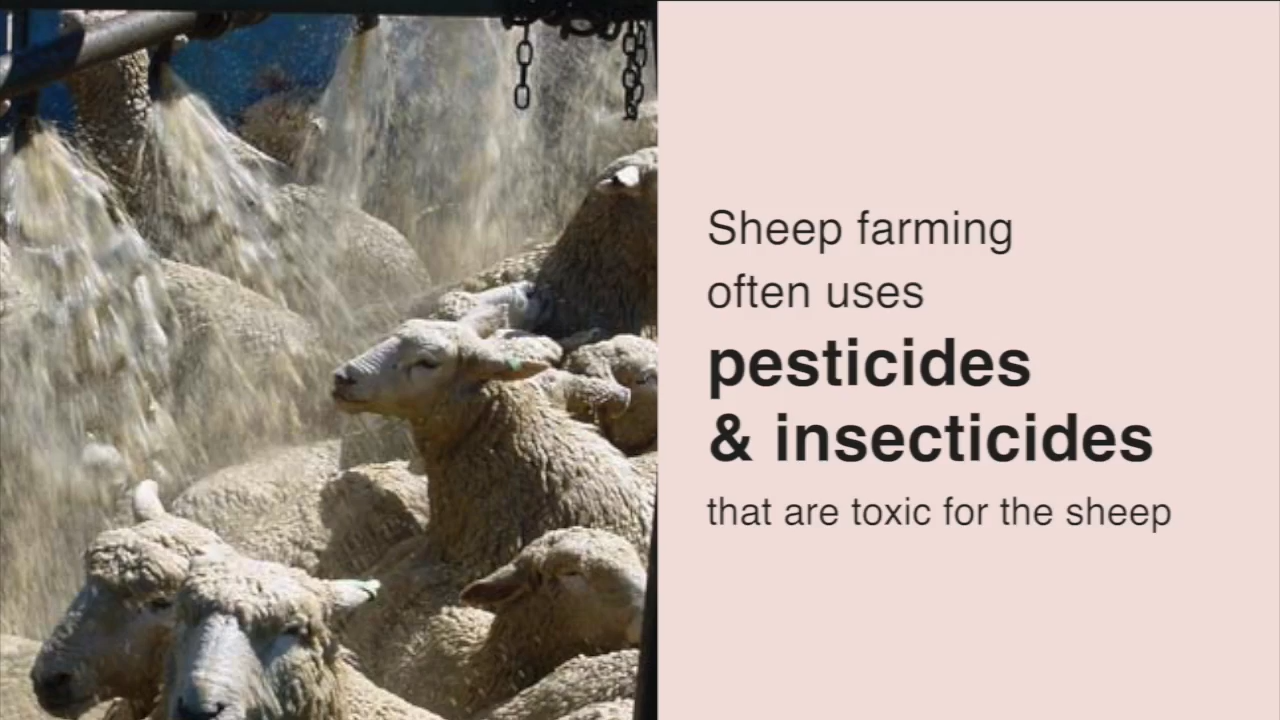 Sheep farming
often uses
pesticides
& insecticides
that are toxic for the sheep